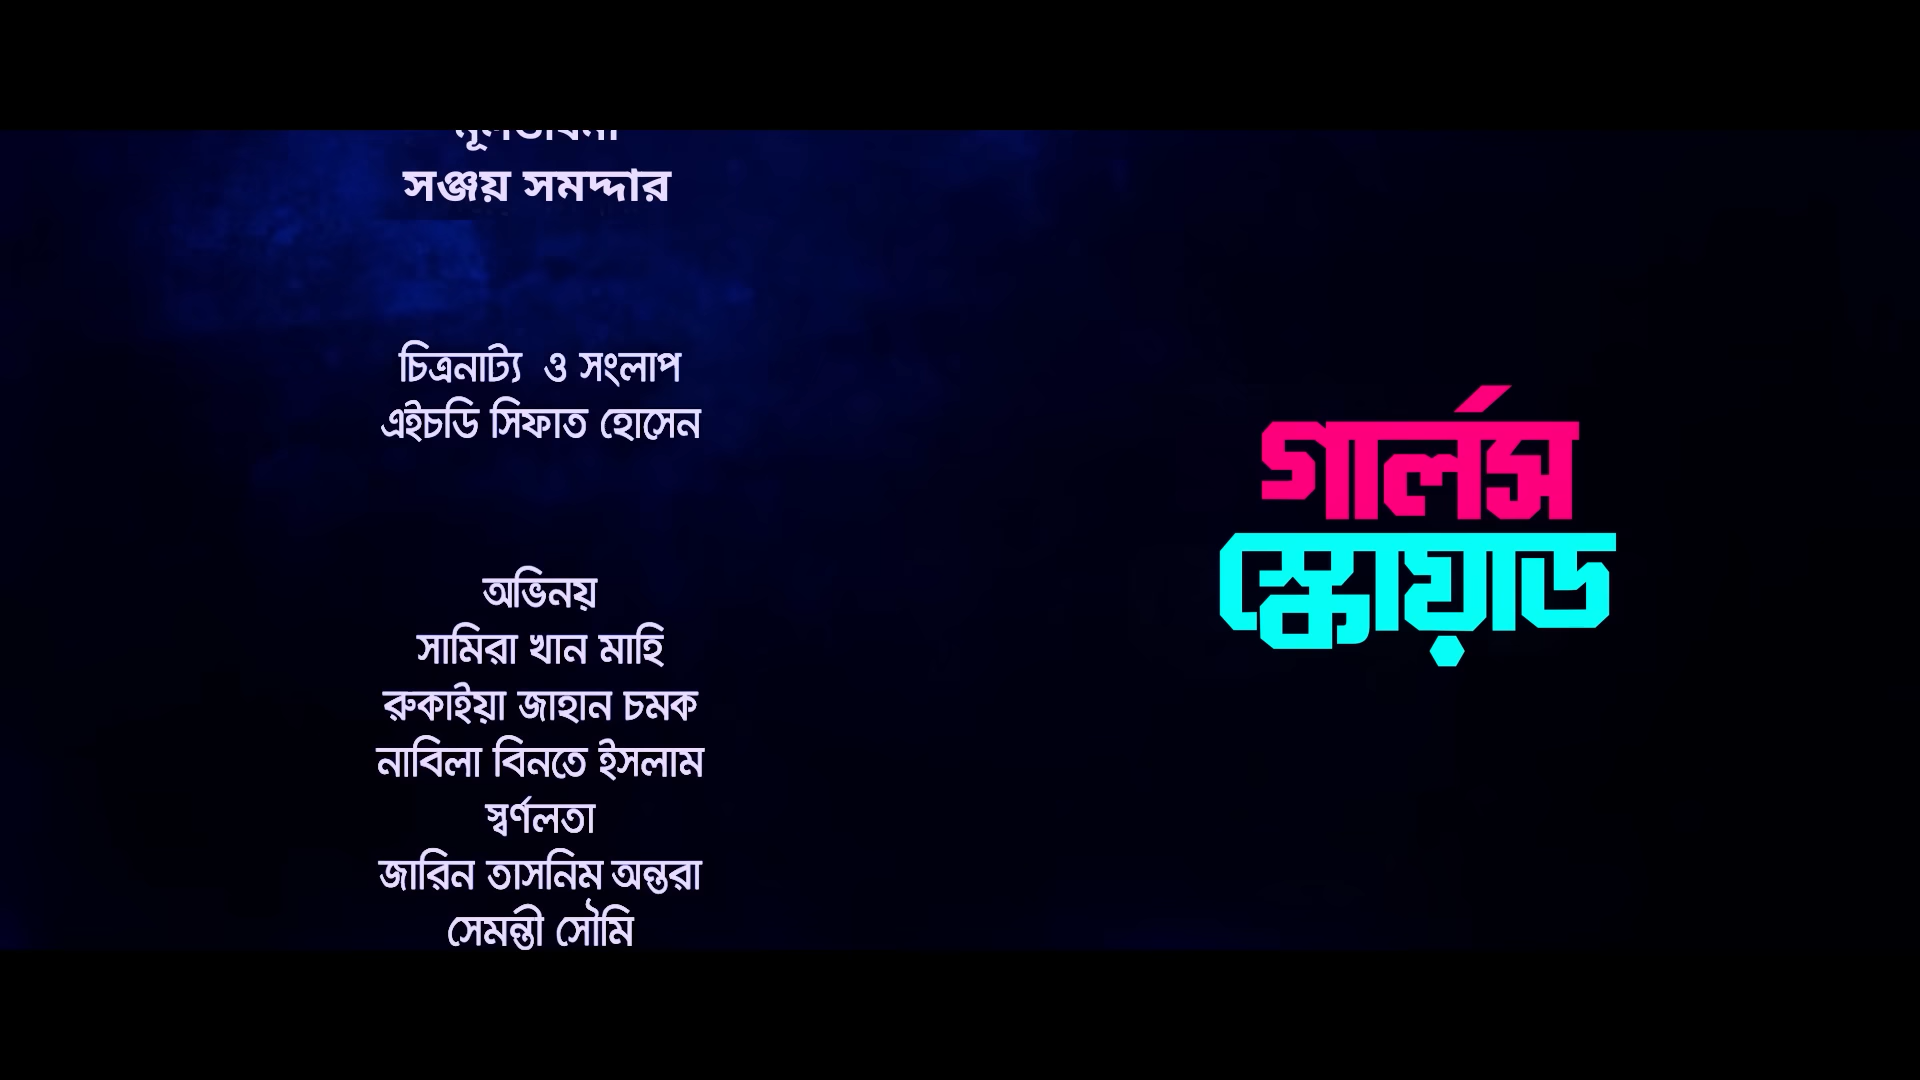 সঞ্জয় সমদ্দার
চিত্রনাট্য ও সংলাপ
এইচডি সিফাত হোসেন
অভিনয়
সামিরা খান মাহি
রুকাইয়া জাহান চমক
নাবিলা বিনতে ইসলাম
স্বর্ণলতা
জারিন তাসনিম অন্তরা
সেমন্তী সৌমি
গার্লস
স্কোয়াড